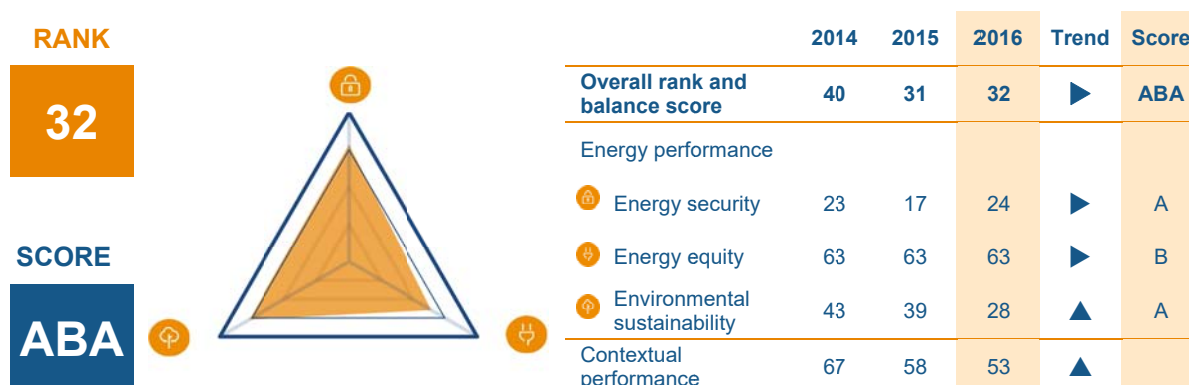 RANK
32
SCORE
ABA
2014 2015 2016 Trend Score
Overall rank and
balance score 40 31 32 ABA
Energy performance
Energy security 23 17 24 A
Energy equity 63 63 63 B
Environmental
sustainability 43 39 28 A
Contextual
performance 67 58 53